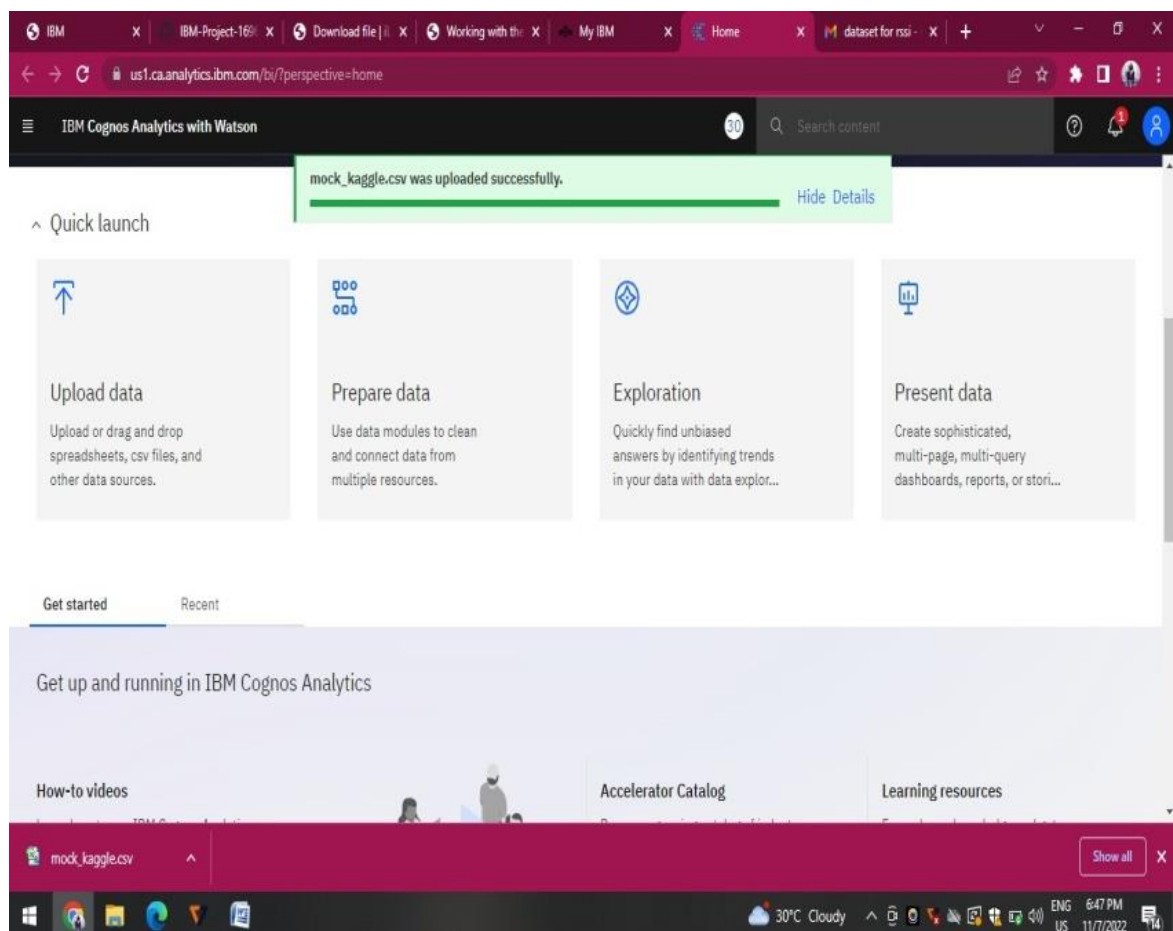 IBM
IBM-Project-169
Download file | i
Working with the
My IBM
Home
dataset for rssi -
us1.ca.analytics.ibm.com/bi/?perspective=home
IBM Cognos Analytics with Watson
30
Search content
1
mock_kaggle.csv was uploaded successfully.
Hide Details
Quick launch
Upload data
Upload or drag and drop
spreadsheets, csv files, and
other data sources.
Prepare data
Use data modules to clean
and connect data from
multiple resources.
Exploration
Quickly find unbiased
answers by identifying trends
in your data with data explor...
Present data
Create sophisticated,
multi-page, multi-query
dashboards, reports, or stori...
Get started
Recent
Get up and running in IBM Cognos Analytics
How-to videos
Accelerator Catalog
Learning resources
mock_kaggle.csv
Show all
30°C Cloudy
ENG
US
6:47 PM
11/7/2022
14